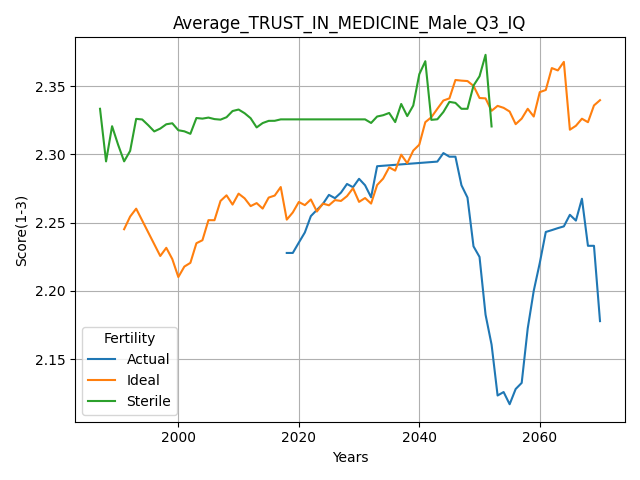 Average_TRUST_IN_MEDICINE_Male_Q3_IQ
Score(1-3)
2.35
2.30
2.25
2.20
2.15
Fertility
Actual
Ideal
Sterile
2000
2020
2040
2060
Years